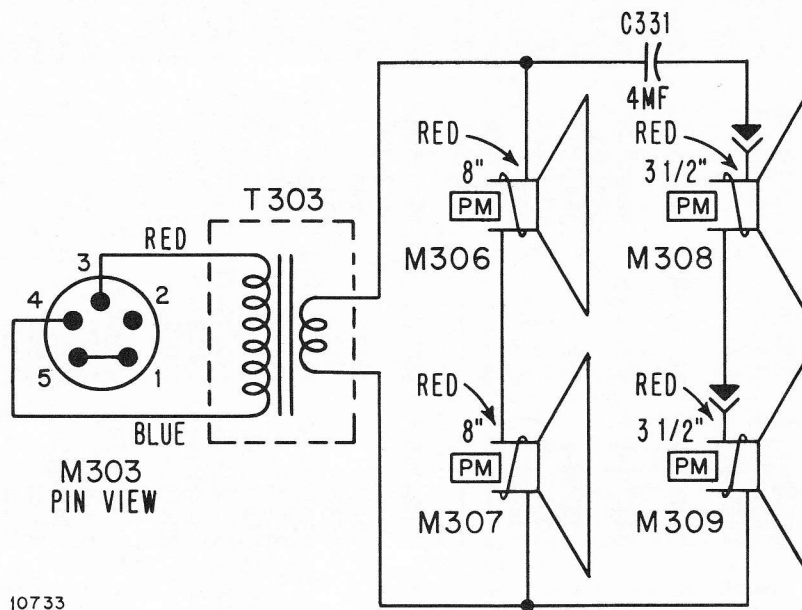 C331
4MF
RED
8"
PM
M306
RED
3 1/2"
PM
M308
T303
RED
3
4
2
5
1
BLUE
M303
PIN VIEW
RED
8"
PM
M307
RED
3 1/2"
PM
M309
10733